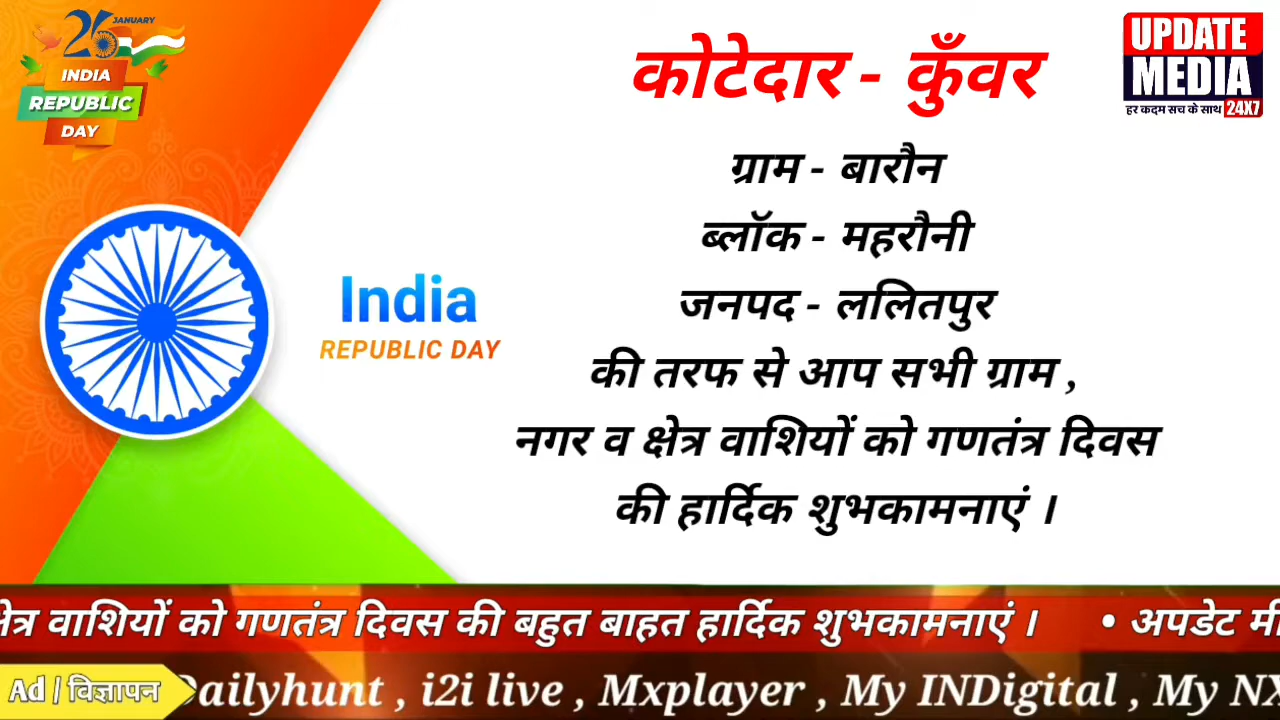 26 JANUARY
INDIA
REPUBLIC
DAY
कोटेदार - कुँवर
UPDATE
MEDIA
हर कदम सच के साथ 24X7
ग्राम - बारौन
ब्लॉक - महरौनी
जनपद - ललितपुर
India
REPUBLIC DAY
की तरफ से आप सभी ग्राम ,
नगर व क्षेत्र वाशियों को गणतंत्र दिवस
की हार्दिक शुभकामनाएं ।
वाशियों को गणतंत्र दिवस की बहुत बाहत हार्दिक शुभकामनाएं । • अपडेट
Ad | विज्ञापन Dailyhunt , i2i live , Mxplayer , My INDigital , My